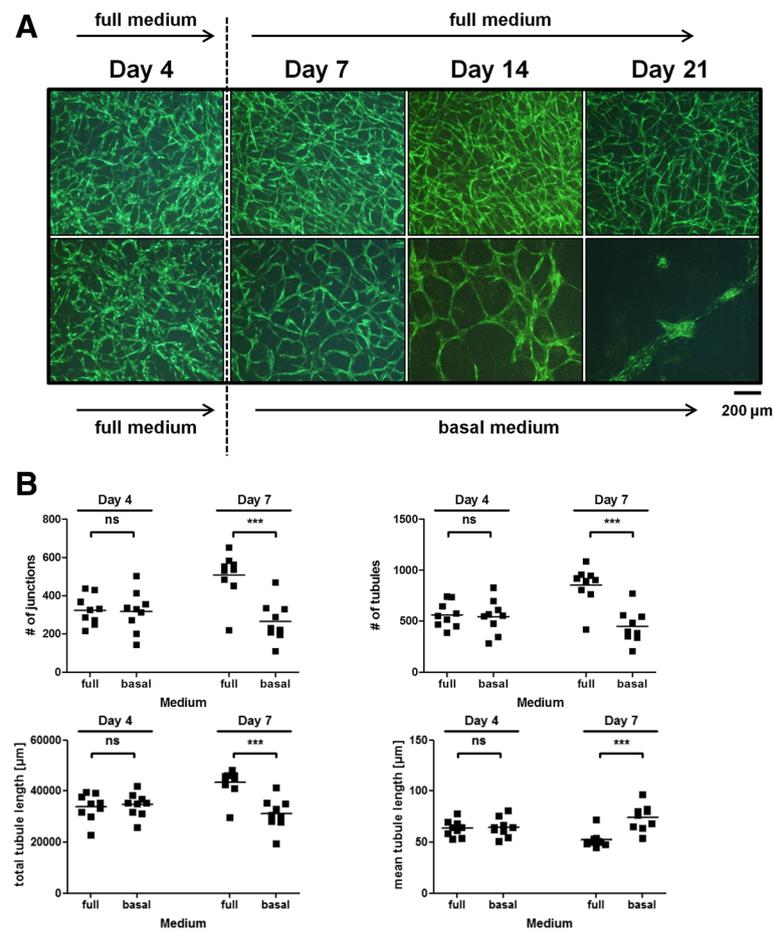 A
full medium full medium
Day 4 Day 7 Day 14 Day 21
200 µm
full medium basal medium
B
Day 4 Day 7
ns ***
# of junctions
800
600
400
200
0
full basal full basal
Medium
Day 4 Day 7
ns ***
# of tubules
1500
1000
500
0
full basal full basal
Medium
Day 4 Day 7
ns ***
total tubule length [µm]
60000
40000
20000
0
full basal full basal
Medium
Day 4 Day 7
ns ***
mean tubule length [µm]
150
100
50
0
full basal full basal
Medium